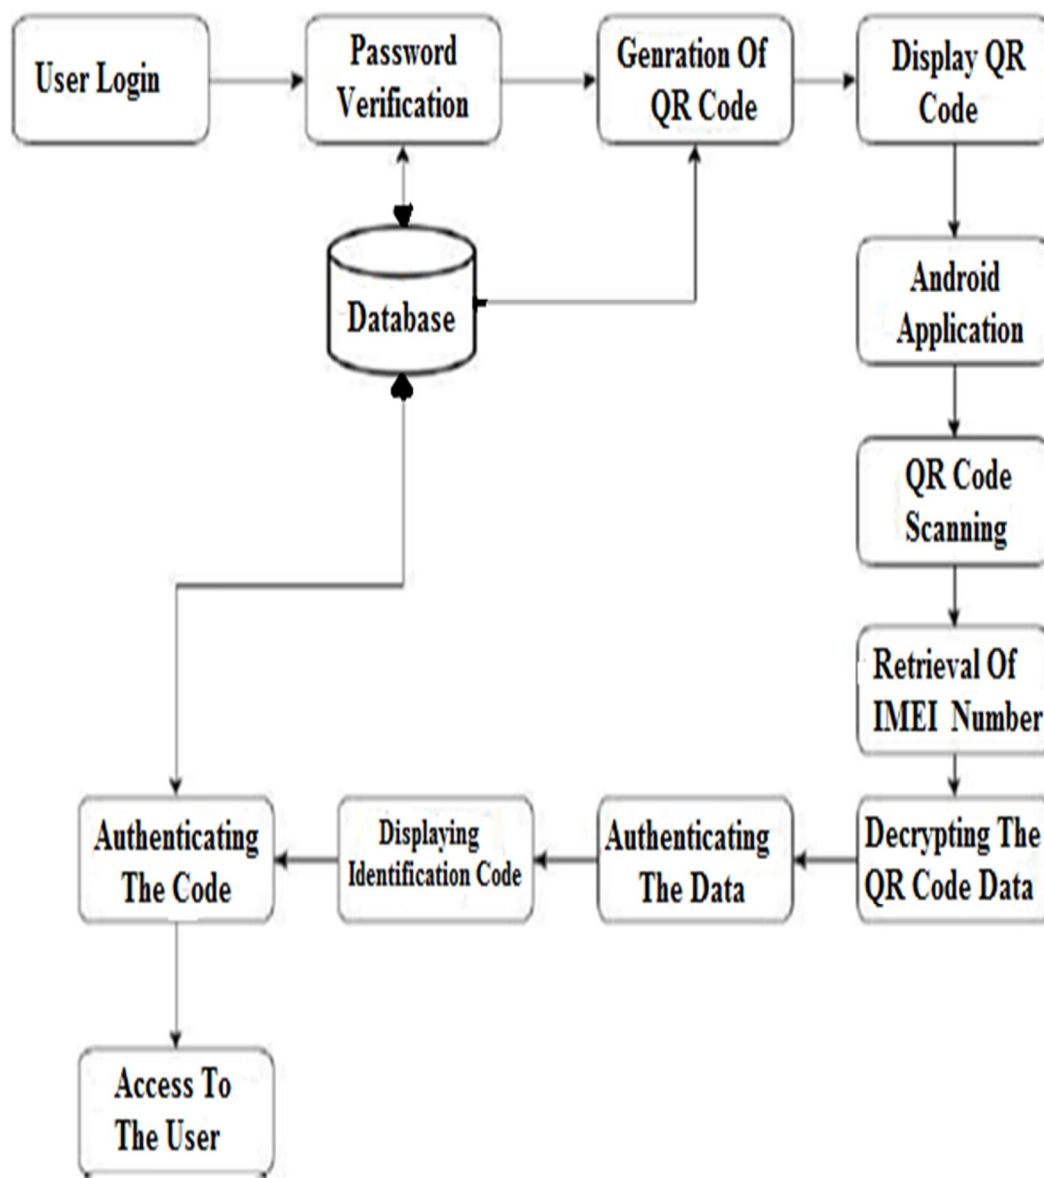 User Login
Password
Verification
Genration Of
QR Code
Display QR
Code
Database
Android
Application
QR Code
Scanning
Retrieval Of
IMEI Number
Decrypting The
QR Code Data
Authenticating
The Data
Displaying
Identification Code
Authenticating
The Code
Access To
The User